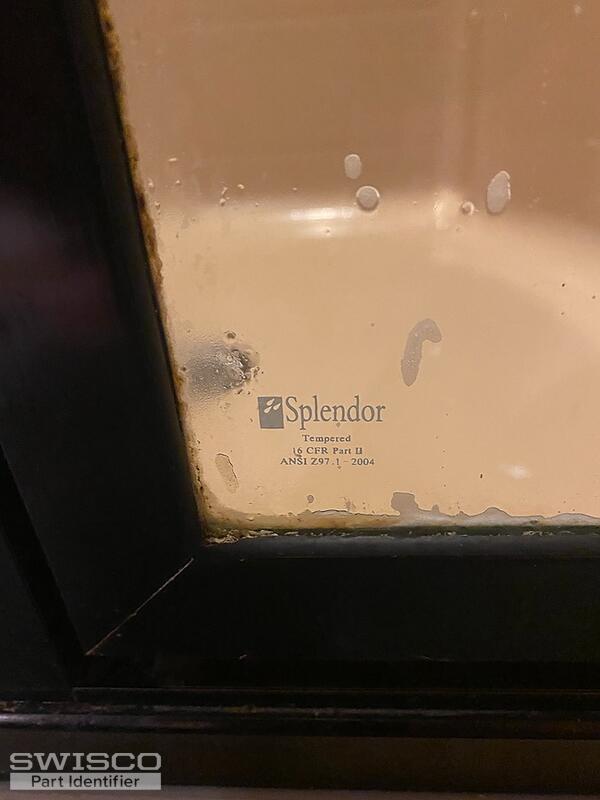 Splendor
Tempered
16 CFR Part II
ANSI Z97.1 - 2004
SWISCO
Part Identifier